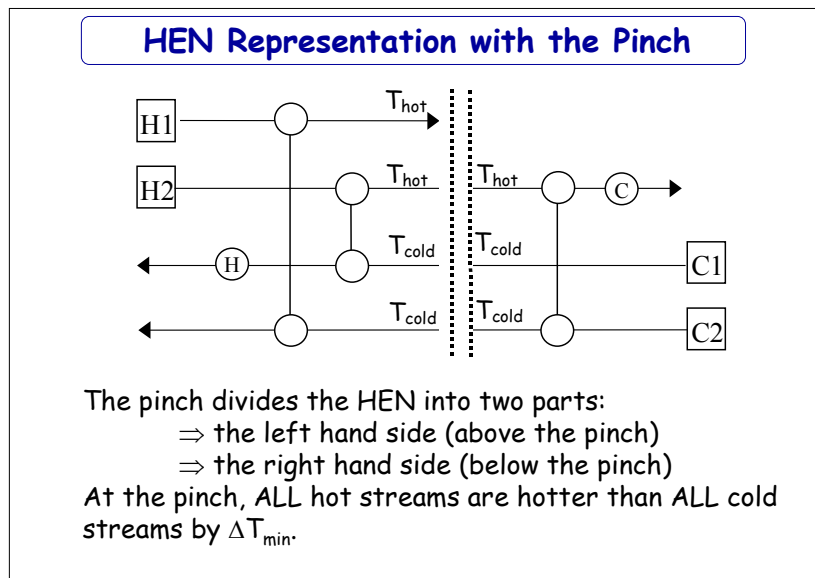 HEN Representation with the Pinch
H1 T_hot
H2 T_hot T_hot C
H T_cold T_cold C1
T_cold T_cold C2
The pinch divides the HEN into two parts:
⇒ the left hand side (above the pinch)
⇒ the right hand side (below the pinch)
At the pinch, ALL hot streams are hotter than ALL cold
streams by ΔT_min.